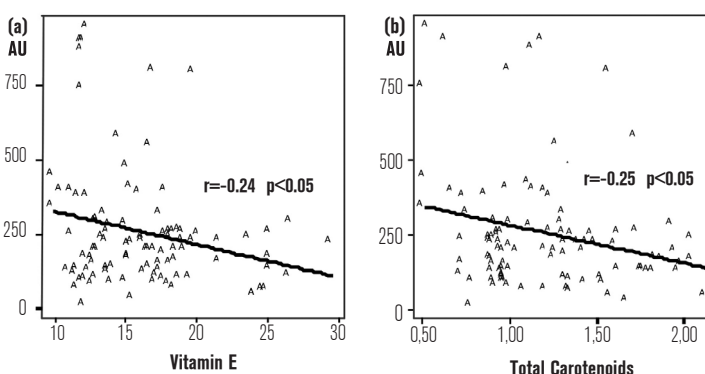 (a)
AU
750
500
250
0
r=-0.24 p<0.05
10 15 20 25 30
Vitamin E
(b)
AU
750
500
250
0
r=-0.25 p<0.05
0,50 1,00 1,50 2,00
Total Carotenoids